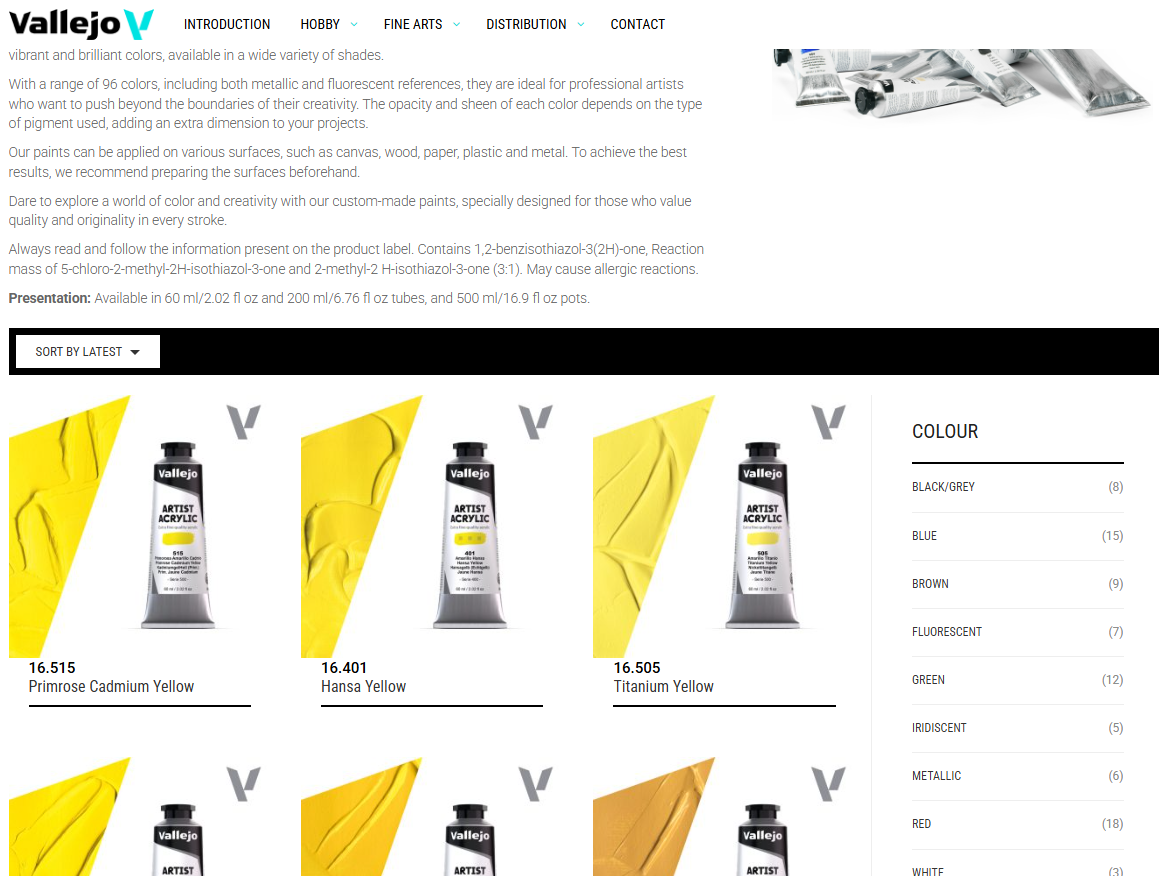 Vallejo
INTRODUCTION
HOBBY
FINE ARTS
DISTRIBUTION
CONTACT
vibrant and brilliant colors, available in a wide variety of shades.
With a range of 96 colors, including both metallic and fluorescent references, they are ideal for professional artists
who want to push beyond the boundaries of their creativity. The opacity and sheen of each color depends on the type
of pigment used, adding an extra dimension to your projects.
Our paints can be applied on various surfaces, such as canvas, wood, paper, plastic and metal. To achieve the best
results, we recommend preparing the surfaces beforehand.
Dare to explore a world of color and creativity with our custom-made paints, specially designed for those who value
quality and originality in every stroke.
Always read and follow the information present on the product label. Contains 1,2-benzisothiazol-3(2H)-one, Reaction
mass of 5-chloro-2-methyl-2H-isothiazol-3-one and 2-methyl-2 H-isothiazol-3-one (3:1). May cause allergic reactions.
Presentation: Available in 60 ml/2.02 fl oz and 200 ml/6.76 fl oz tubes, and 500 ml/16.9 fl oz pots.
SORT BY LATEST
Vallejo
ARTIST
ACRYLIC
515
16.515
Primrose Cadmium Yellow
Vallejo
ARTIST
ACRYLIC
401
Amarillo Hansa
Hansa Yellow
Jaune Hansa
16.401
Hansa Yellow
Vallejo
ARTIST
ACRYLIC
505
Amarillo Titanio
Titanium Yellow
Jaune Titane
16.505
Titanium Yellow
Vallejo
ARTIST
Vallejo
ARTIST
Vallejo
ARTIST
COLOUR
BLACK/GREY (8)
BLUE (15)
BROWN (9)
FLUORESCENT (7)
GREEN (12)
IRIDISCENT (5)
METALLIC (6)
RED (18)
WHITE (3)